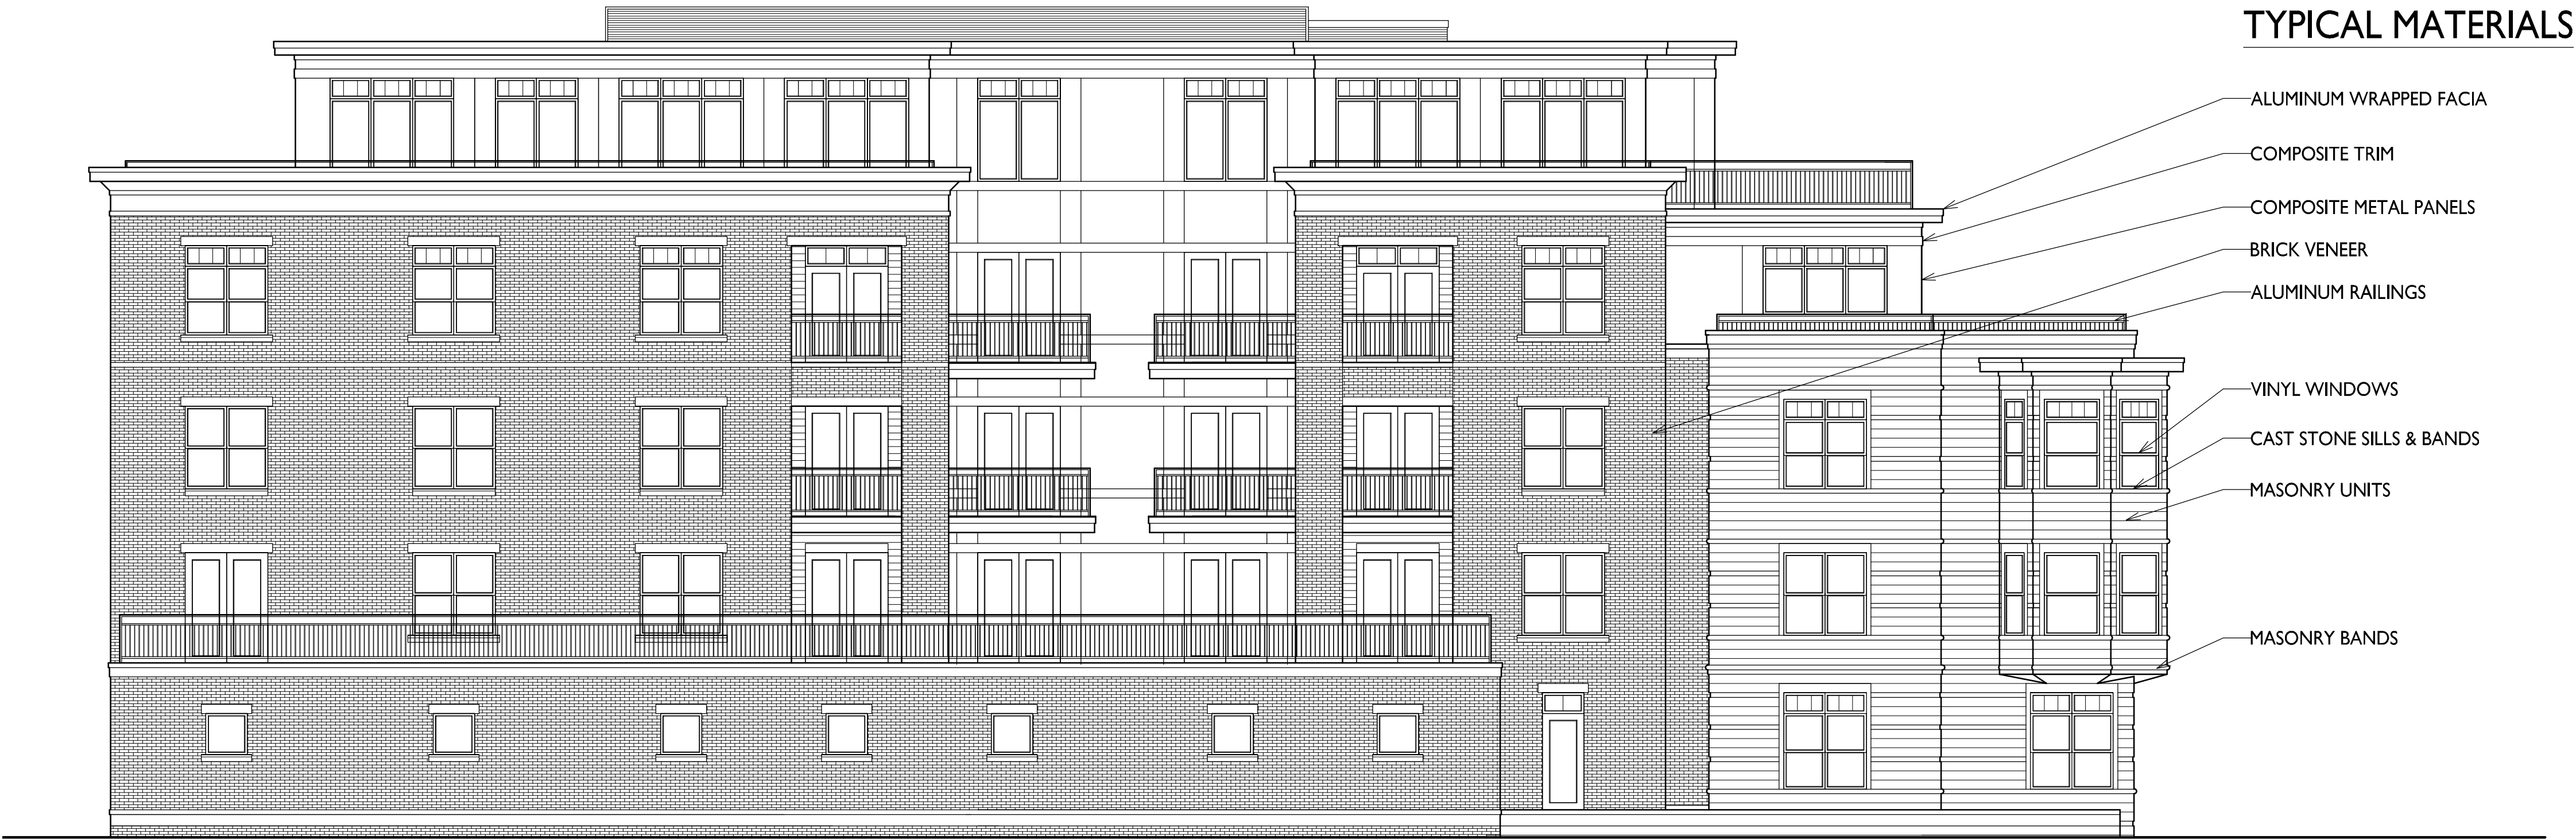 TYPICAL MATERIALS
ALUMINUM WRAPPED FACIA
COMPOSITE TRIM
COMPOSITE METAL PANELS
BRICK VENEER
ALUMINUM RAILINGS
VINYL WINDOWS
CAST STONE SILLS & BANDS
MASONRY UNITS
MASONRY BANDS